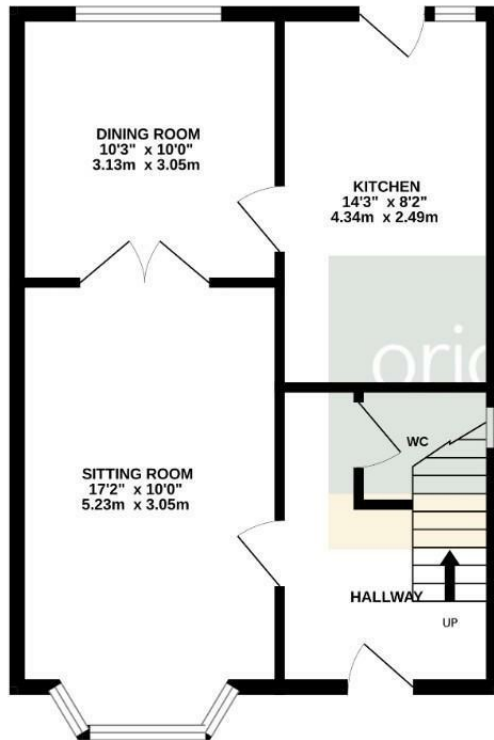 DINING ROOM
10'3" x 10'0"
3.13m x 3.05m
KITCHEN
14'3" x 8'2"
4.34m x 2.49m
orig
WC
SITTING ROOM
17'2" x 10'0"
5.23m x 3.05m
HALLWAY
UP